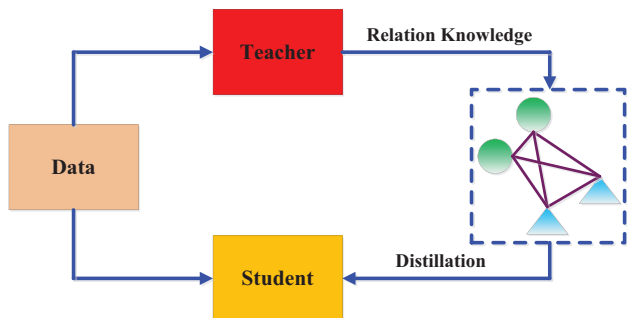 Teacher
Relation Knowledge
Data
Student
Distillation